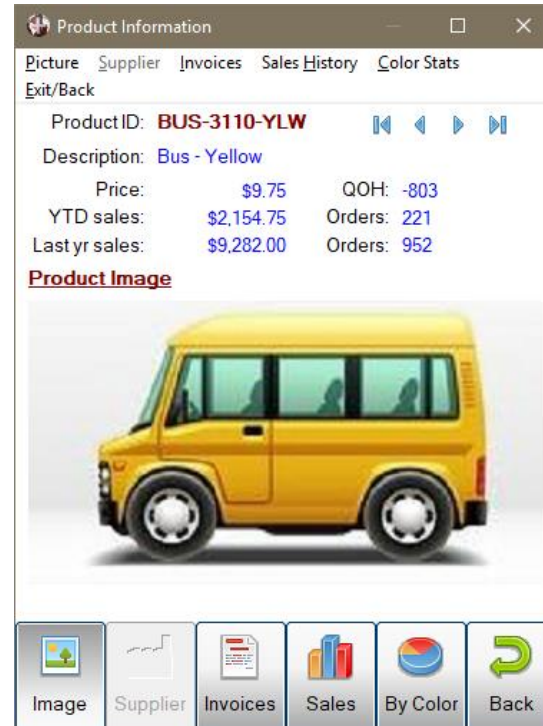 Product Information
Picture Supplier Invoices Sales History Color Stats
Exit/Back
Product ID: BUS-3110-YLW
Description: Bus - Yellow
Price: $9.75 QOH: -803
YTD sales: $2,154.75 Orders: 221
Last yr sales: $9,282.00 Orders: 952
Product Image
Image Supplier Invoices Sales By Color Back